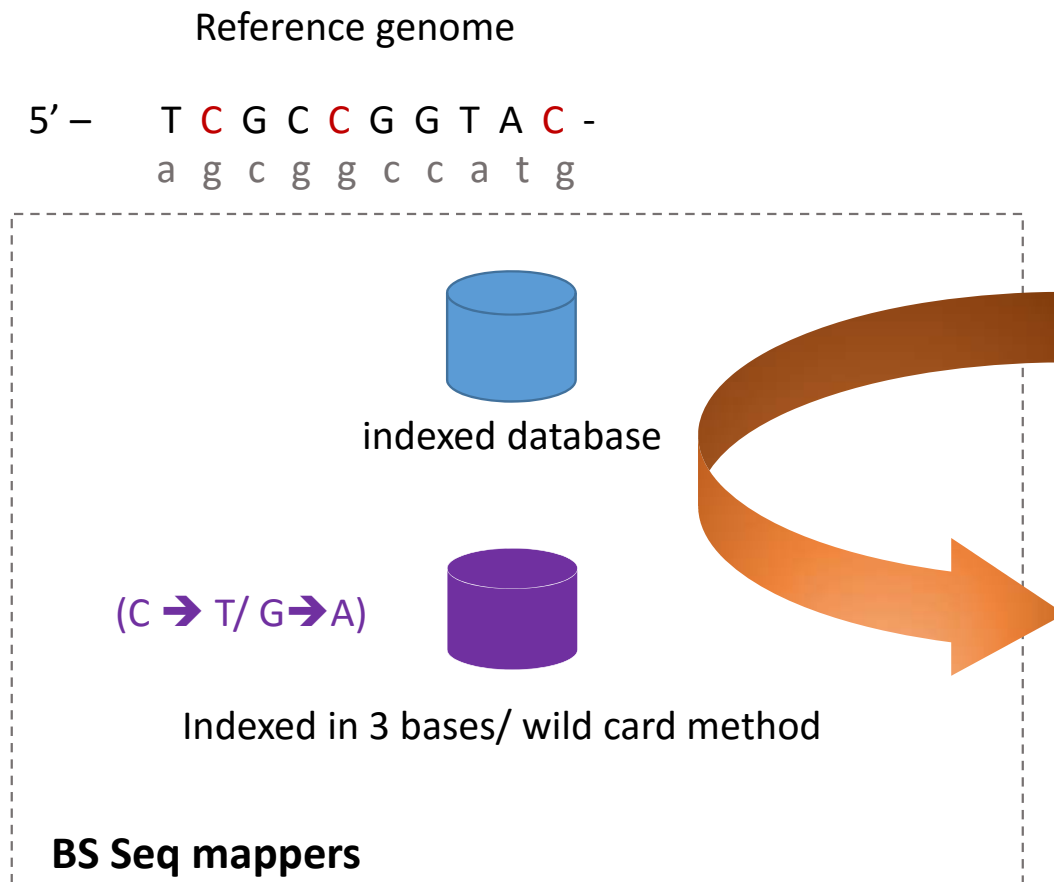 Reference genome
5’ – T C G C C G G T A C -
a g c g g c c a t g
indexed database
(C ➔ T/ G➔A)
Indexed in 3 bases/ wild card method
BS Seq mappers